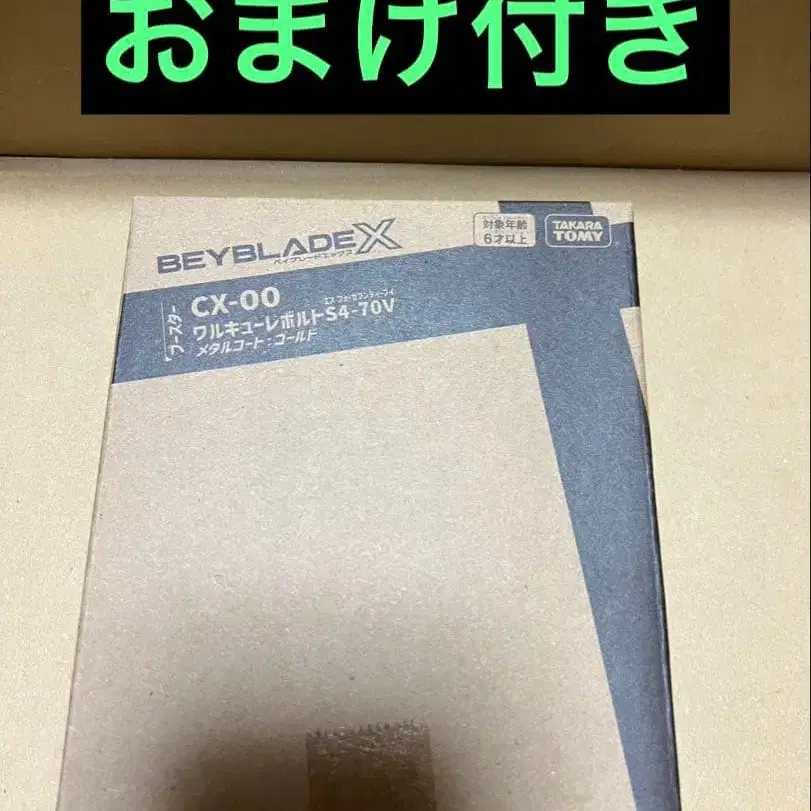 おまけ付き
BEYBLADE X
ベイブレードエックス
対象年齢
6才以上
TAKARA
TOMY
ブースター
CX-00
エス フォーセブンティーブイ
ワルキューレボルトS4-70V
メタルコート:ゴールド